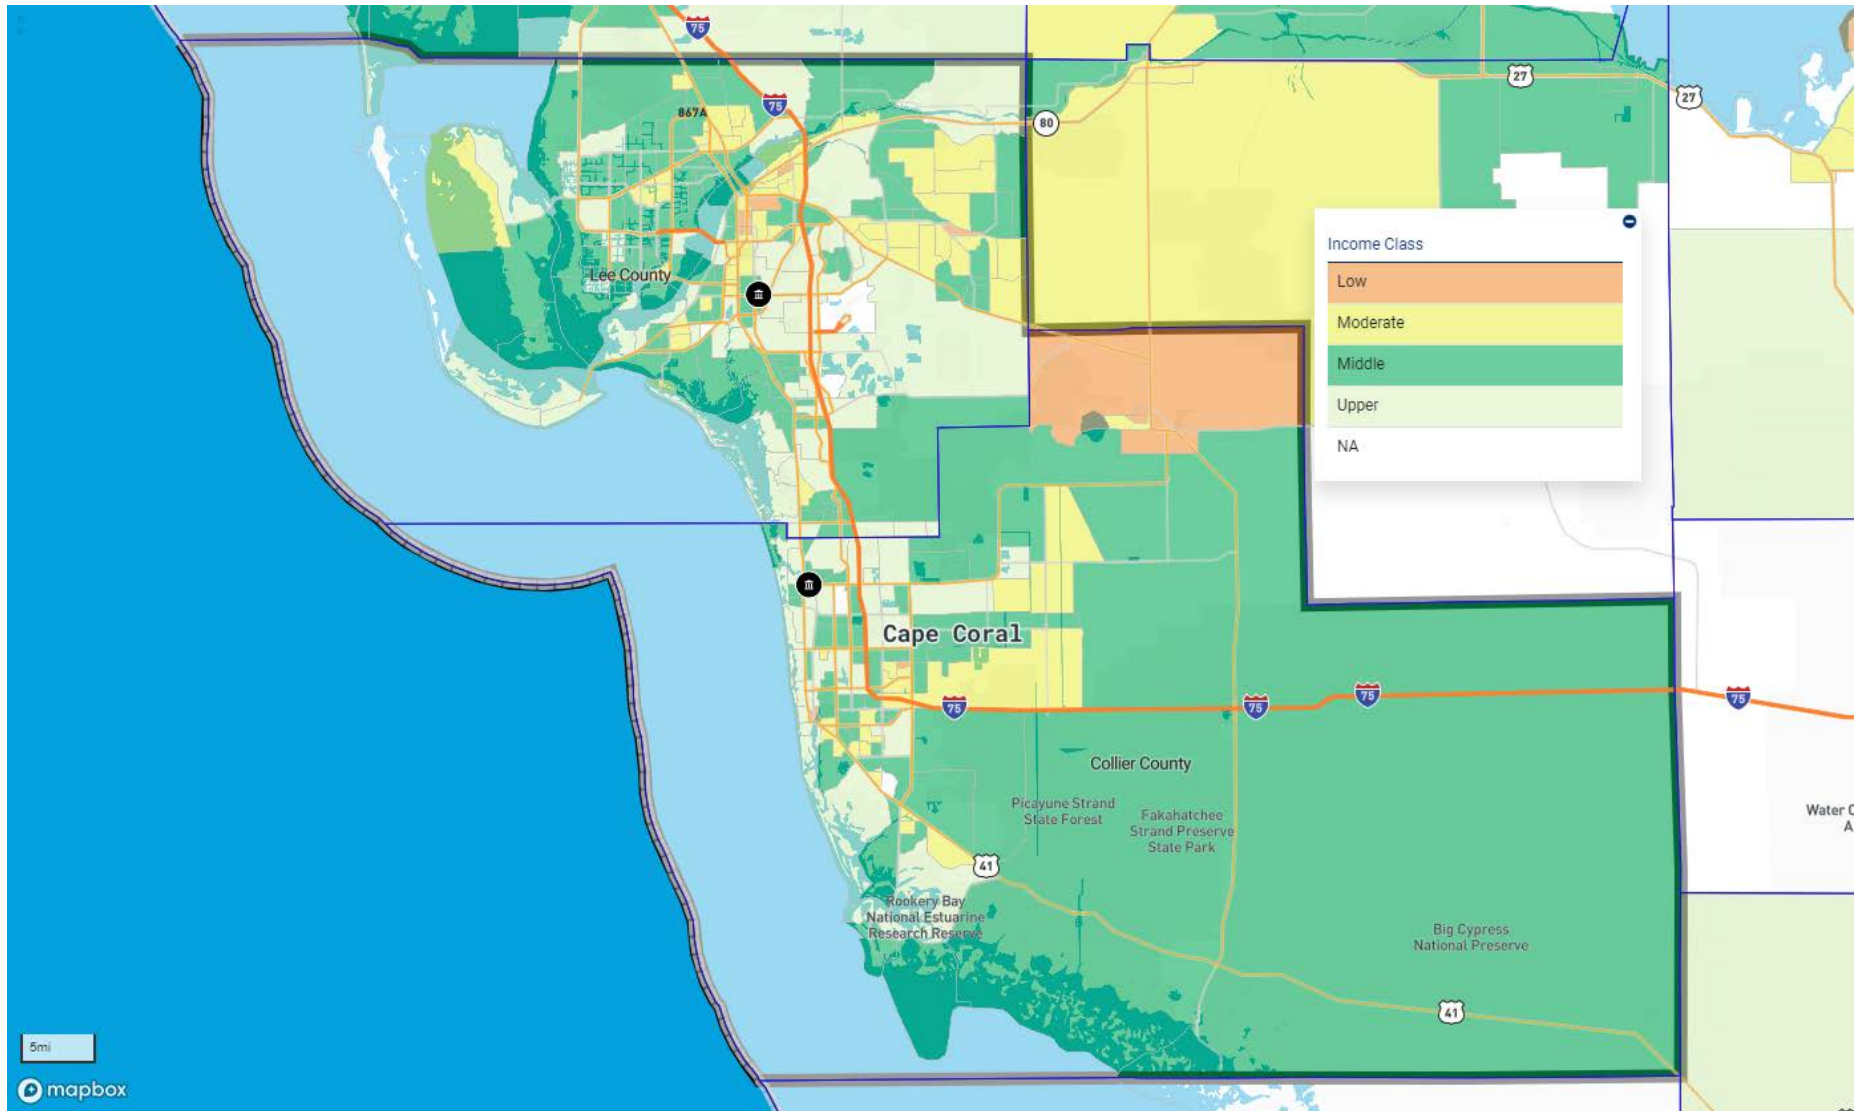 75
75
867A
80
27
27
Income Class
Low
Moderate
Middle
Upper
NA
Lee County
Cape Coral
75
75
75
75
Collier County
Picayune Strand
State Forest
Fakahatchee
Strand Preserve
State Park
Water C
A
41
Rookery Bay
National Estuarine
Research Reserve
Big Cypress
National Preserve
41
5mi
mapbox